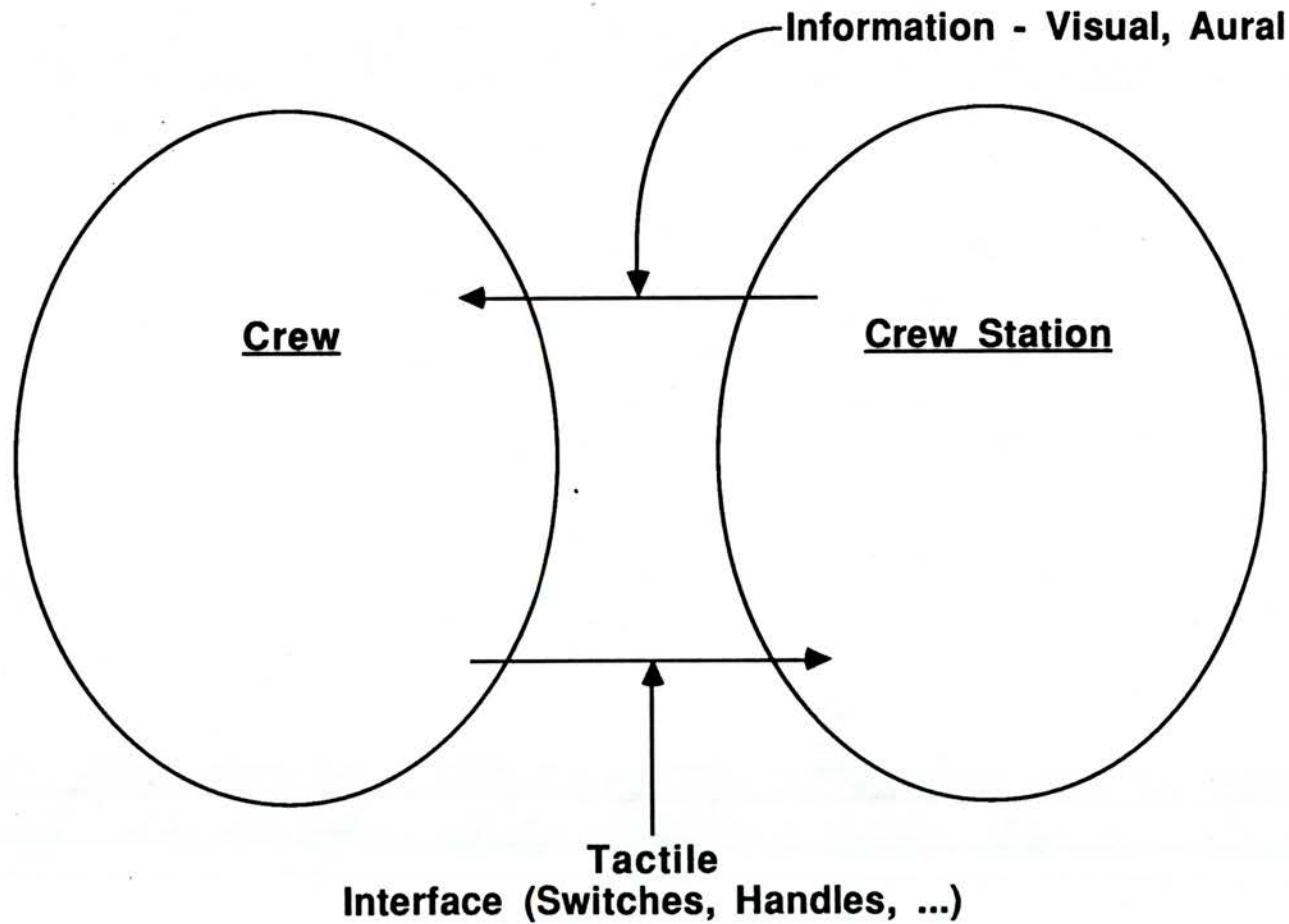 Information - Visual, Aural
Crew
Crew Station
Tactile
Interface (Switches, Handles, ...)